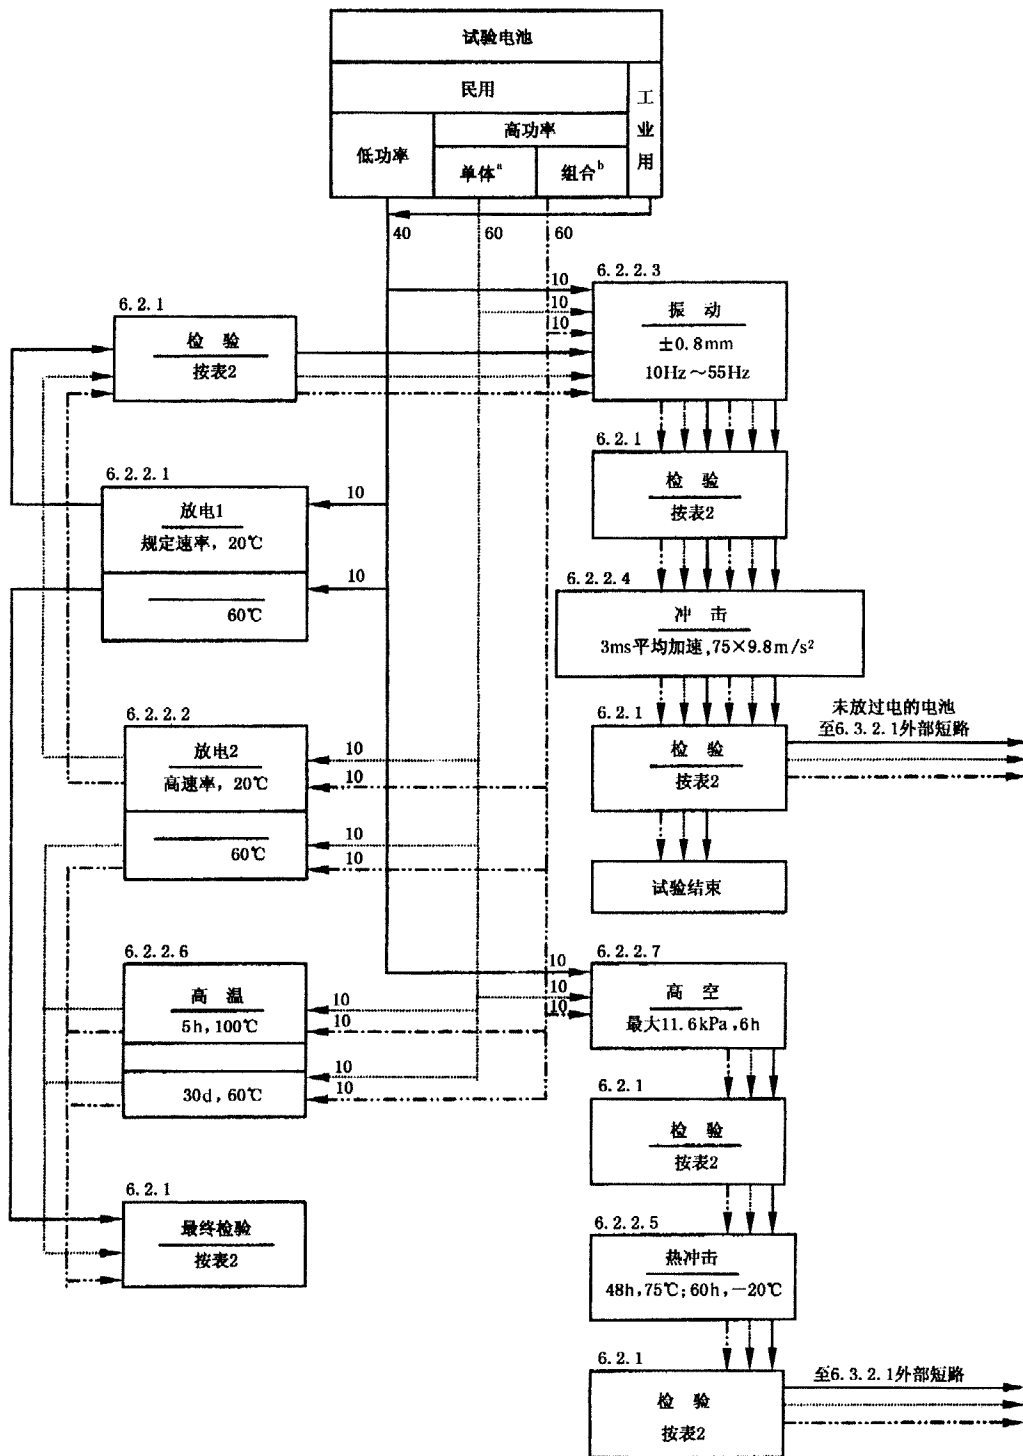 试验电池
民用
工业用
高功率
低功率
单体a
组合b
40
60
60
6.2.2.3
10
10
10
振 动
±0.8mm
10Hz～55Hz
6.2.1
检 验
按表2
6.2.1
检 验
按表2
6.2.2.1
放电1
规定速率，20℃
10
60℃
10
6.2.2.4
冲 击
3ms平均加速，75×9.8m/s²
6.2.1
检 验
按表2
未放过电的电池
至6.3.2.1外部短路
6.2.2.2
放电2
高速率，20℃
10
10
60℃
10
10
试验结束
6.2.2.6
高 温
5h，100℃
10
10
30d，60℃
10
10
6.2.2.7
10
10
10
高 空
最大11.6kPa，6h
6.2.1
检 验
按表2
6.2.1
最终检验
按表2
6.2.2.5
热冲击
48h，75℃；60h，－20℃
6.2.1
检 验
按表2
至6.3.2.1外部短路